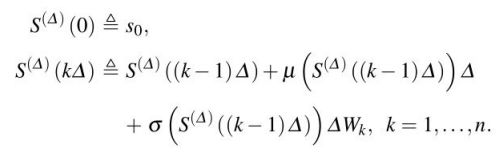 S^{(Δ)}(0) ≜ s_0,
S^{(Δ)}(kΔ) ≜ S^{(Δ)}((k−1)Δ) + μ(S^{(Δ)}((k−1)Δ))Δ
+ σ(S^{(Δ)}((k−1)Δ))ΔW_k, k = 1,...,n.